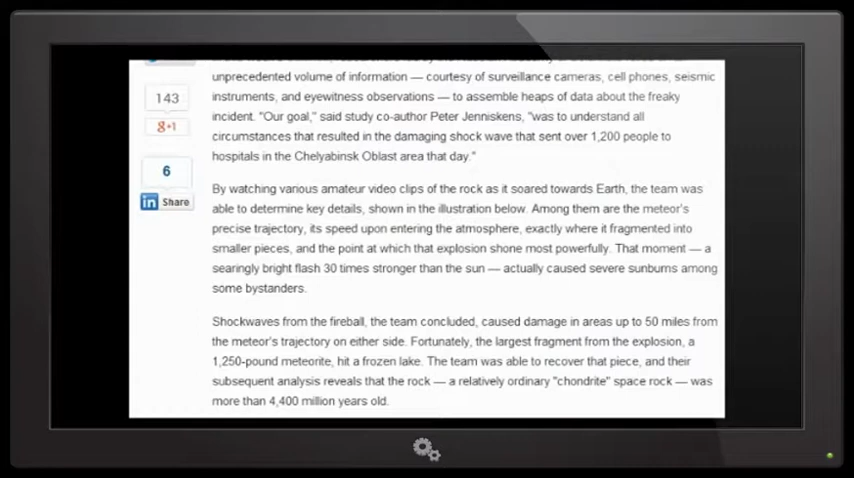 unprecedented volume of information — courtesy of surveillance cameras, cell phones, seismic
143
instruments, and eyewitness observations — to assemble heaps of data about the freaky
incident. "Our goal," said study co-author Peter Jenniskens, "was to understand all
g+1
circumstances that resulted in the damaging shock wave that sent over 1,200 people to
hospitals in the Chelyabinsk Oblast area that day."
6
in Share
By watching various amateur video clips of the rock as it soared towards Earth, the team was
able to determine key details, shown in the illustration below. Among them are the meteor's
precise trajectory, its speed upon entering the atmosphere, exactly where it fragmented into
smaller pieces, and the point at which that explosion shone most powerfully. That moment — a
searingly bright flash 30 times stronger than the sun — actually caused severe sunburns among
some bystanders.
Shockwaves from the fireball, the team concluded, caused damage in areas up to 50 miles from
the meteor's trajectory on either side. Fortunately, the largest fragment from the explosion, a
1,250-pound meteorite, hit a frozen lake. The team was able to recover that piece, and their
subsequent analysis reveals that the rock — a relatively ordinary "chondrite" space rock — was
more than 4,400 million years old.